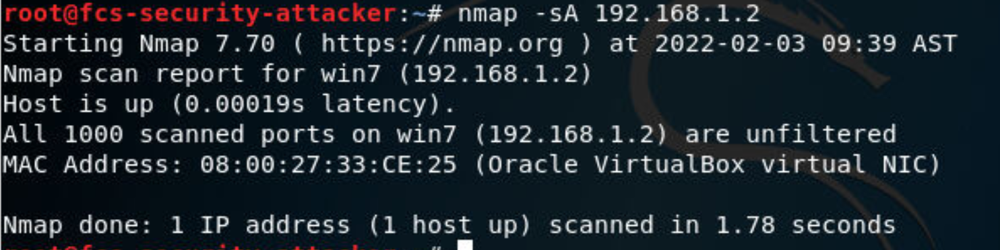 root@fcs-security-attacker:~# nmap -sA 192.168.1.2
Starting Nmap 7.70 ( https://nmap.org ) at 2022-02-03 09:39 AST
Nmap scan report for win7 (192.168.1.2)
Host is up (0.00019s latency).
All 1000 scanned ports on win7 (192.168.1.2) are unfiltered
MAC Address: 08:00:27:33:CE:25 (Oracle VirtualBox virtual NIC)
Nmap done: 1 IP address (1 host up) scanned in 1.78 seconds
root@fcs-security-attacker:~#